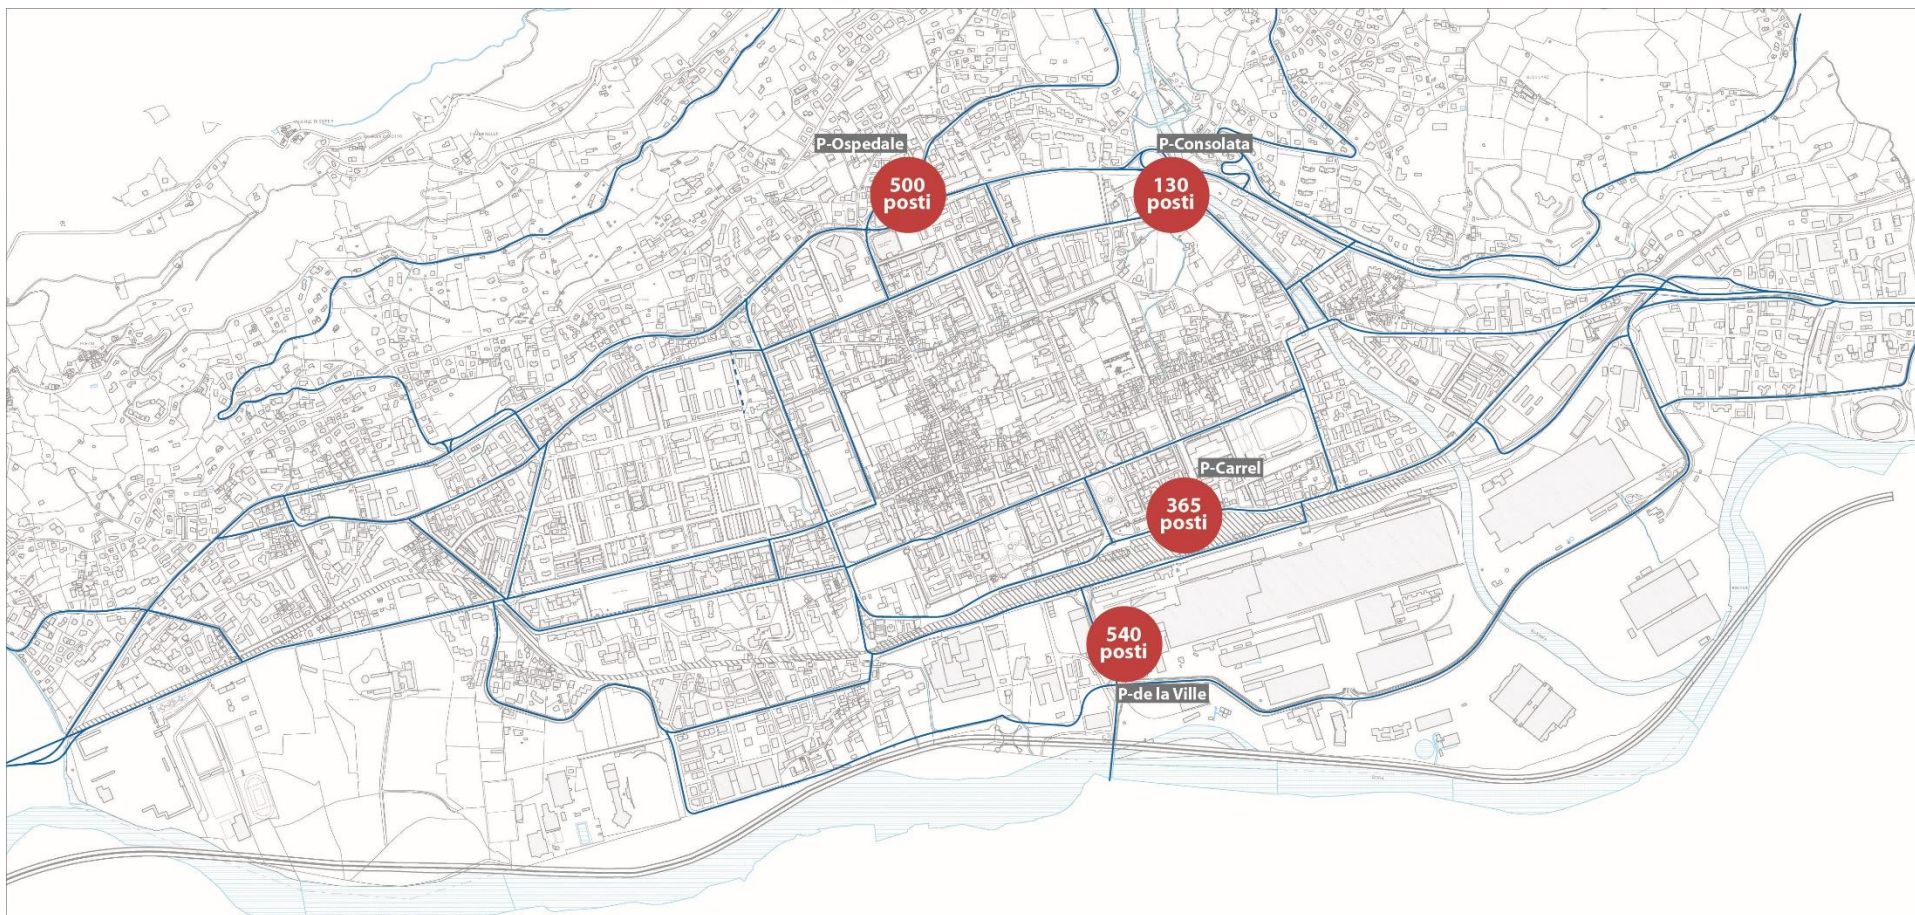 P-Ospedale
500
posti
P-Consolata
130
posti
P-Carrel
365
posti
540
posti
P-de la Ville